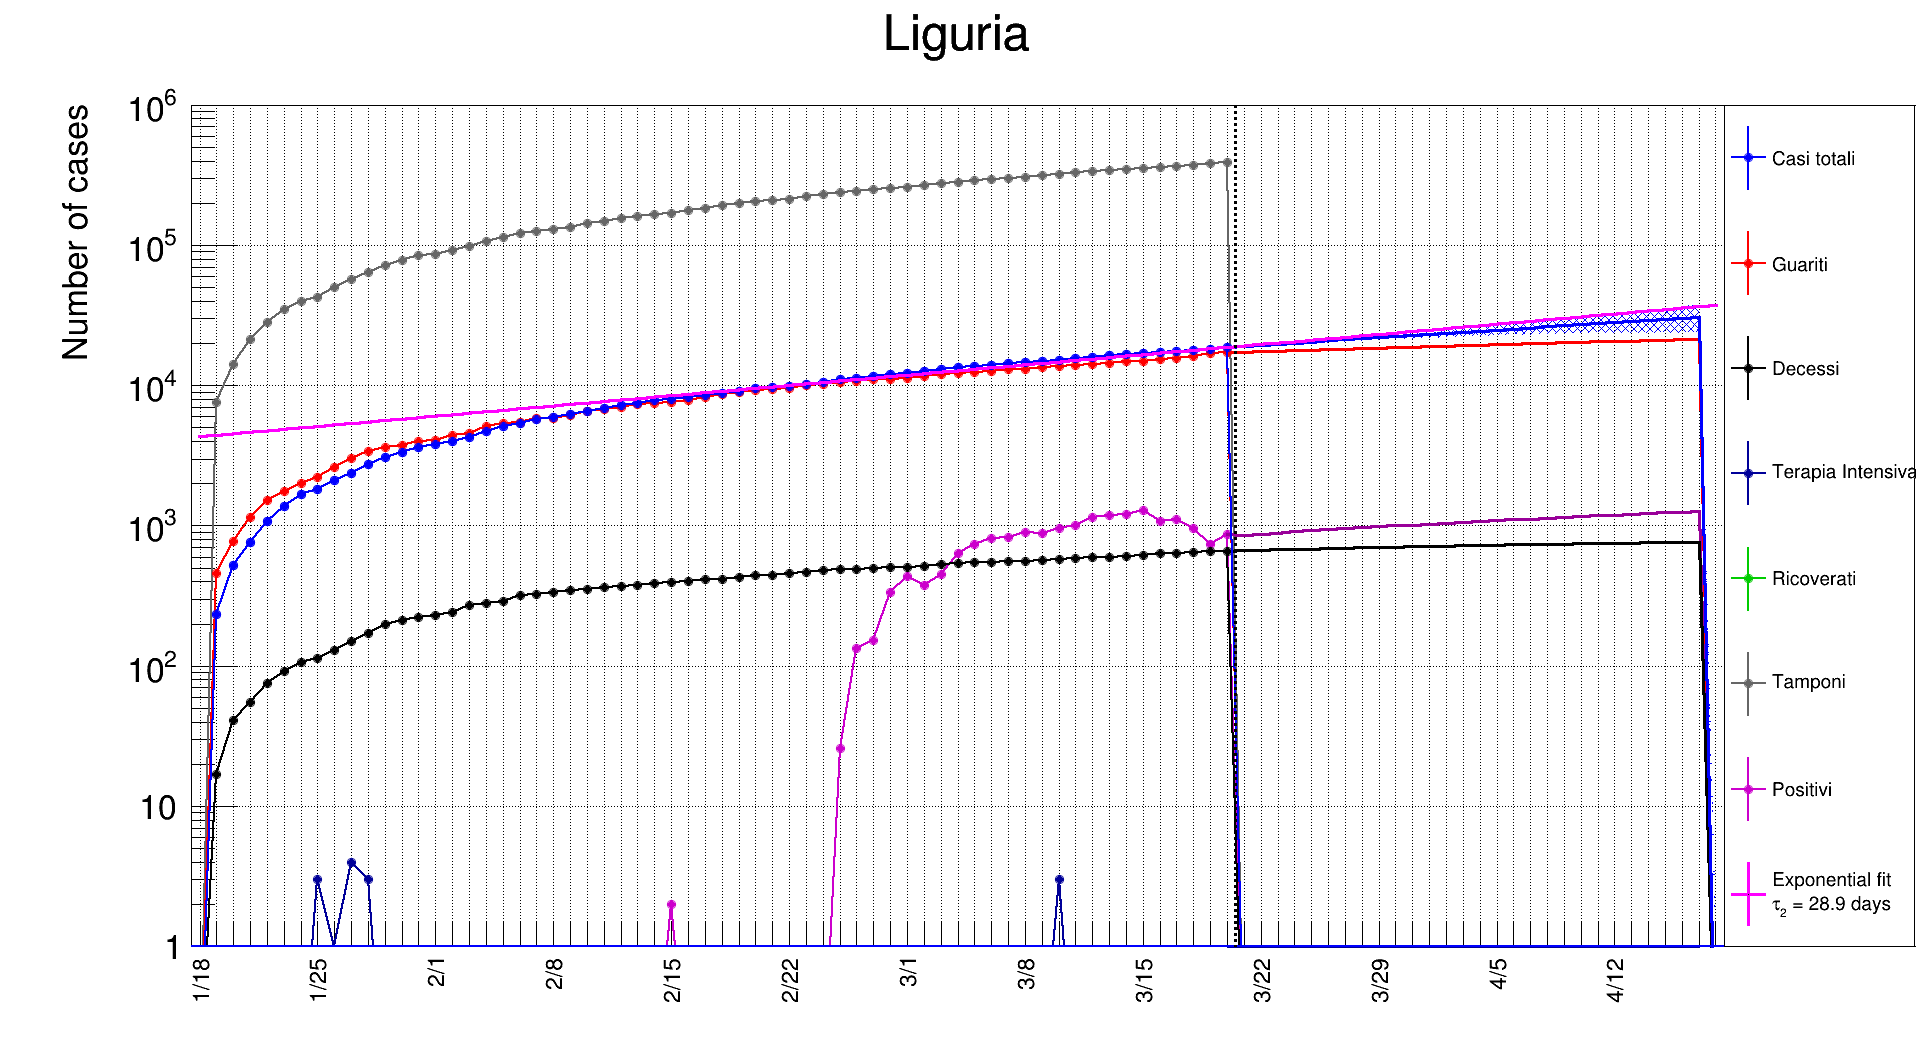 Liguria
Number of cases
10^6
10^5
10^4
10^3
10^2
10
1
1/18
1/25
2/1
2/8
2/15
2/22
3/1
3/8
3/15
3/22
3/29
4/5
4/12
Casi totali
Guariti
Decessi
Terapia Intensiva
Ricoverati
Tamponi
Positivi
Exponential fit
τ₂ = 28.9 days